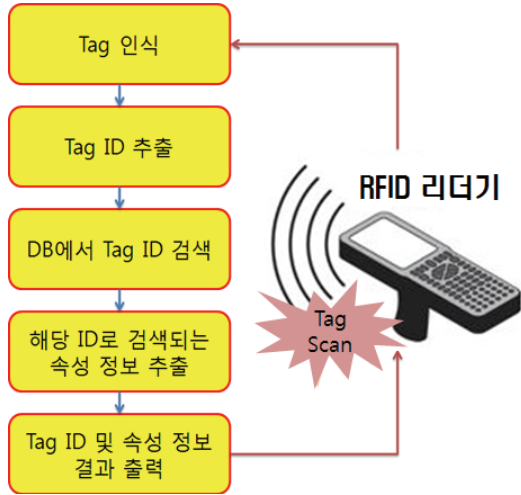 Tag 인식
Tag ID 추출
DB에서 Tag ID 검색
해당 ID로 검색되는
속성 정보 추출
Tag ID 및 속성 정보
결과 출력
RFID 리더기
Tag
Scan